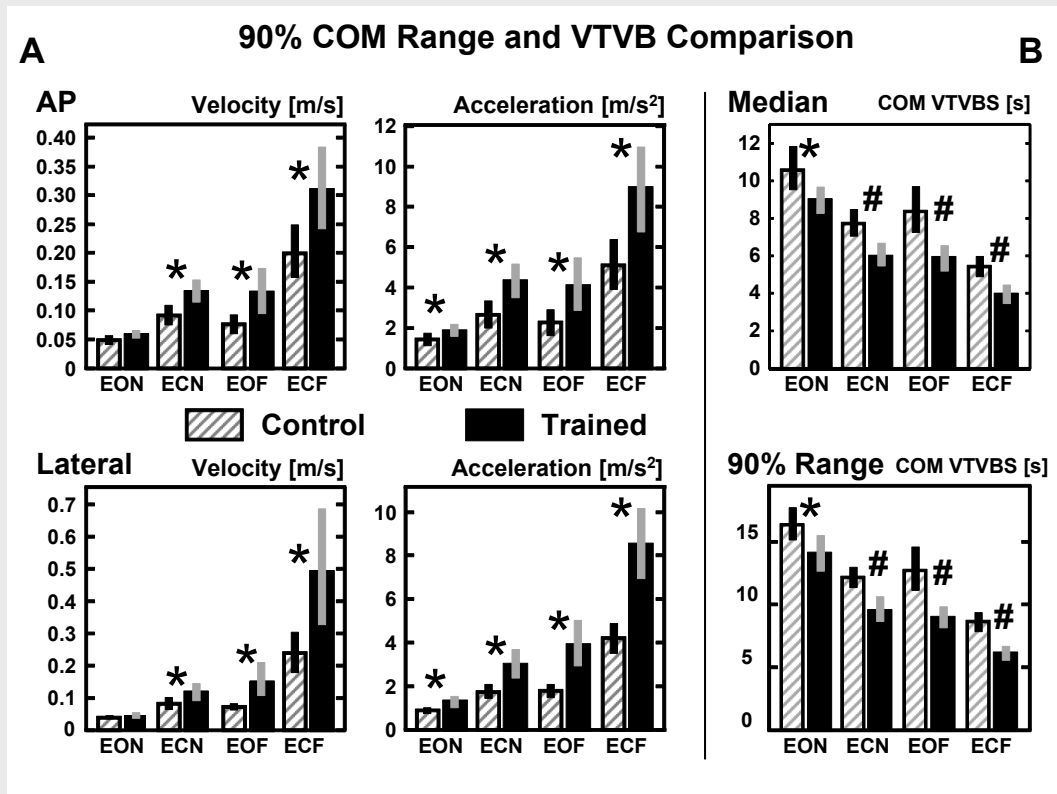 90% COM Range and VTVB Comparison
A
B
AP
Velocity [m/s]
0.40
0.35
0.30
0.25
0.20
0.15
0.10
0.05
0
* * *
EON ECN EOF ECF
Acceleration [m/s²]
12
10
8
6
4
2
0
* * * *
EON ECN EOF ECF
Median
COM VTVBS [s]
12
10
8
6
4
2
0
* # # #
EON ECN EOF ECF
Control
Trained
Lateral
Velocity [m/s]
0.7
0.6
0.5
0.4
0.3
0.2
0.1
0
* * *
EON ECN EOF ECF
Acceleration [m/s²]
10
8
6
4
2
0
* * * *
EON ECN EOF ECF
90% Range COM VTVBS [s]
15
10
5
0
* # # #
EON ECN EOF ECF